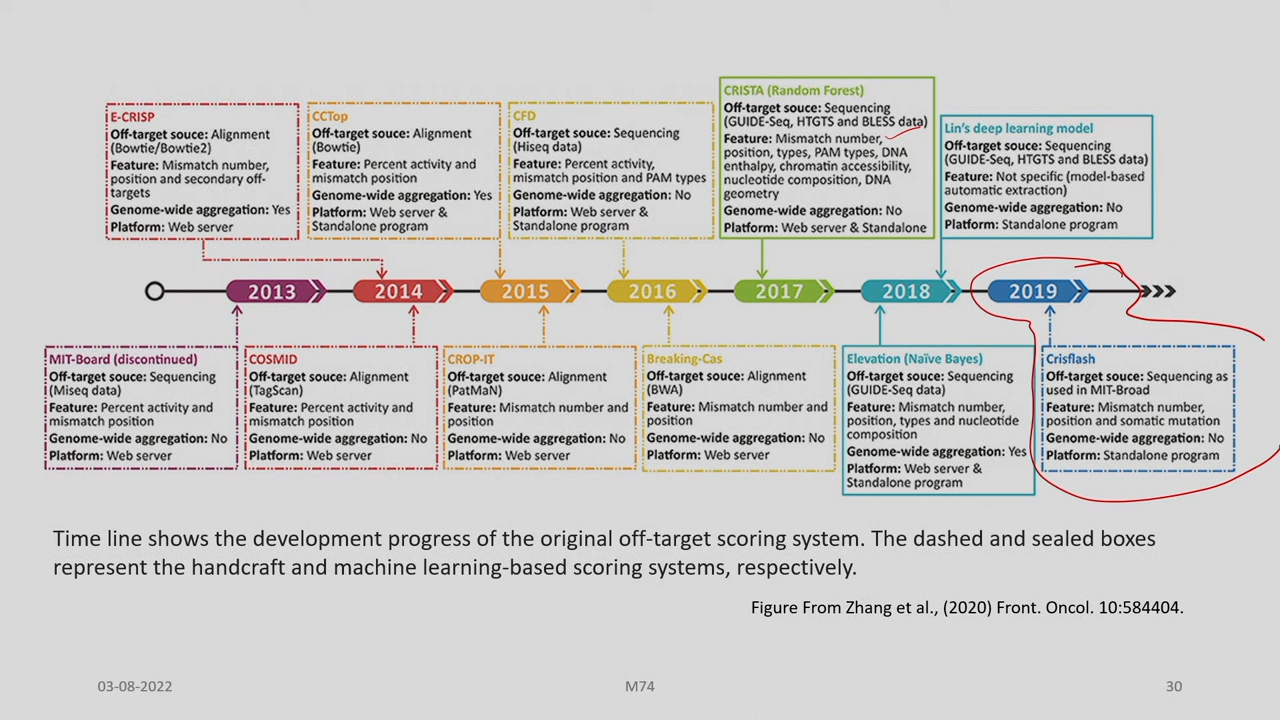 E-CRISP
Off-target souce: Alignment
(Bowtie/Bowtie2)
Feature: Mismatch number,
position and secondary off-
targets
Genome-wide aggregation: Yes
Platform: Web server
CCTop
Off-target souce: Alignment
(Bowtie)
Feature: Percent activity and
mismatch position
Genome-wide aggregation: Yes
Platform: Web server &
Standalone program
CFD
Off-target souce: Sequencing
(Hiseq data)
Feature: Percent activity,
mismatch position and PAM types
Genome-wide aggregation: No
Platform: Web server &
Standalone program
CRISTA (Random Forest)
Off-target souce: Sequencing
(GUIDE-Seq, HTGTS and BLESS data)
Feature: Mismatch number,
position, types, PAM types, DNA
enthalpy, chromatin accessibility,
nucleotide composition, DNA
geometry
Genome-wide aggregation: No
Platform: Web server & Standalone
Lin's deep learning model
Off-target souce: Sequencing
(GUIDE-Seq, HTGTS and BLESS data)
Feature: Not specific (model-based
automatic extraction)
Genome-wide aggregation: No
Platform: Standalone program
2013 2014 2015 2016 2017 2018 2019
MIT-Board (discontinued)
Off-target souce: Sequencing
(Miseq data)
Feature: Percent activity and
mismatch position
Genome-wide aggregation: No
Platform: Web server
COSMID
Off-target souce: Alignment
(TagScan)
Feature: Percent activity and
mismatch position
Genome-wide aggregation: No
Platform: Web server
CROP-IT
Off-target souce: Alignment
(PatMaN)
Feature: Mismatch number and
position
Genome-wide aggregation: No
Platform: Web server
Breaking-Cas
Off-target souce: Alignment
(BWA)
Feature: Mismatch number and
position
Genome-wide aggregation: No
Platform: Web server
Elevation (Naïve Bayes)
Off-target souce: Sequencing
(GUIDE-Seq data)
Feature: Mismatch number,
position, types and nucleotide
composition
Genome-wide aggregation: Yes
Platform: Web server &
Standalone program
Crisflash
Off-target souce: Sequencing as
used in MIT-Broad
Feature: Mismatch number,
position and somatic mutation
Genome-wide aggregation: No
Platform: Standalone program
Time line shows the development progress of the original off-target scoring system. The dashed and sealed boxes
represent the handcraft and machine learning-based scoring systems, respectively.
Figure From Zhang et al., (2020) Front. Oncol. 10:584404.
03-08-2022 M74 30